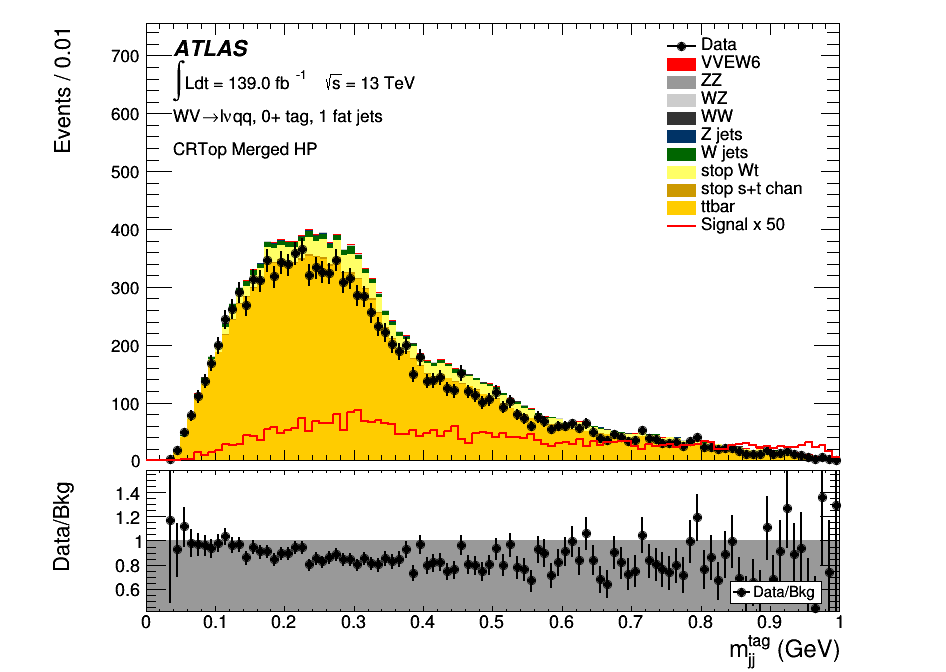 Events / 0.01
700
600
500
400
300
200
100
0
ATLAS
∫Ldt = 139.0 fb⁻¹ √s = 13 TeV
WV→lνqq, 0+ tag, 1 fat jets
CRTop Merged HP
Data
VVEW6
ZZ
WZ
WW
Z jets
W jets
stop Wt
stop s+t chan
ttbar
Signal x 50
Data/Bkg
1.4
1.2
1
0.8
0.6
Data/Bkg
0 0.1 0.2 0.3 0.4 0.5 0.6 0.7 0.8 0.9 1
m_jj^tag (GeV)